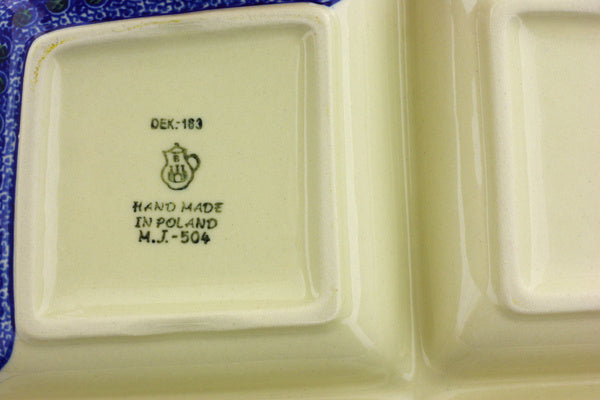 DEK.-183
HAND MADE
IN POLAND
M.J.-504